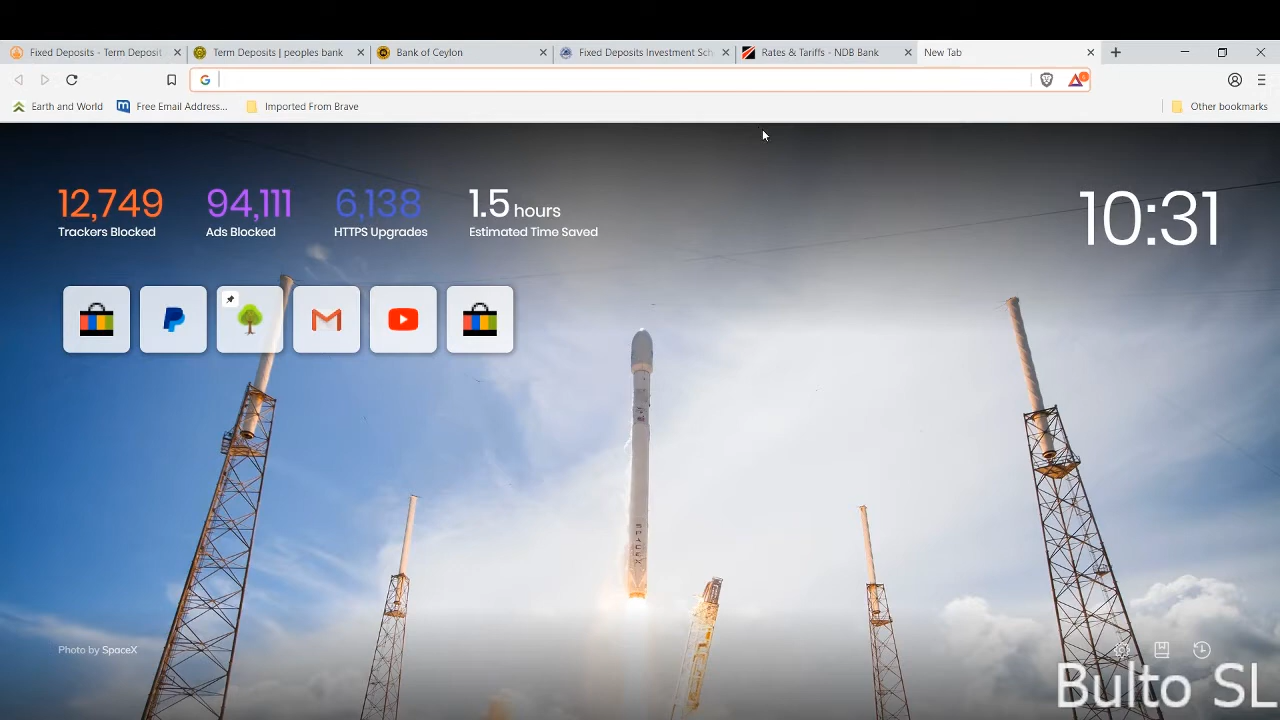 Fixed Deposits - Term Deposit
Term Deposits | peoples bank
Bank of Ceylon
Fixed Deposits Investment Sch
Rates & Tariffs - NDB Bank
New Tab
Earth and World
Free Email Address...
Imported From Brave
Other bookmarks
12,749
Trackers Blocked
94,111
Ads Blocked
6,138
HTTPS Upgrades
1.5 hours
Estimated Time Saved
10:31
SPACEX
Photo by SpaceX
Bulto SL